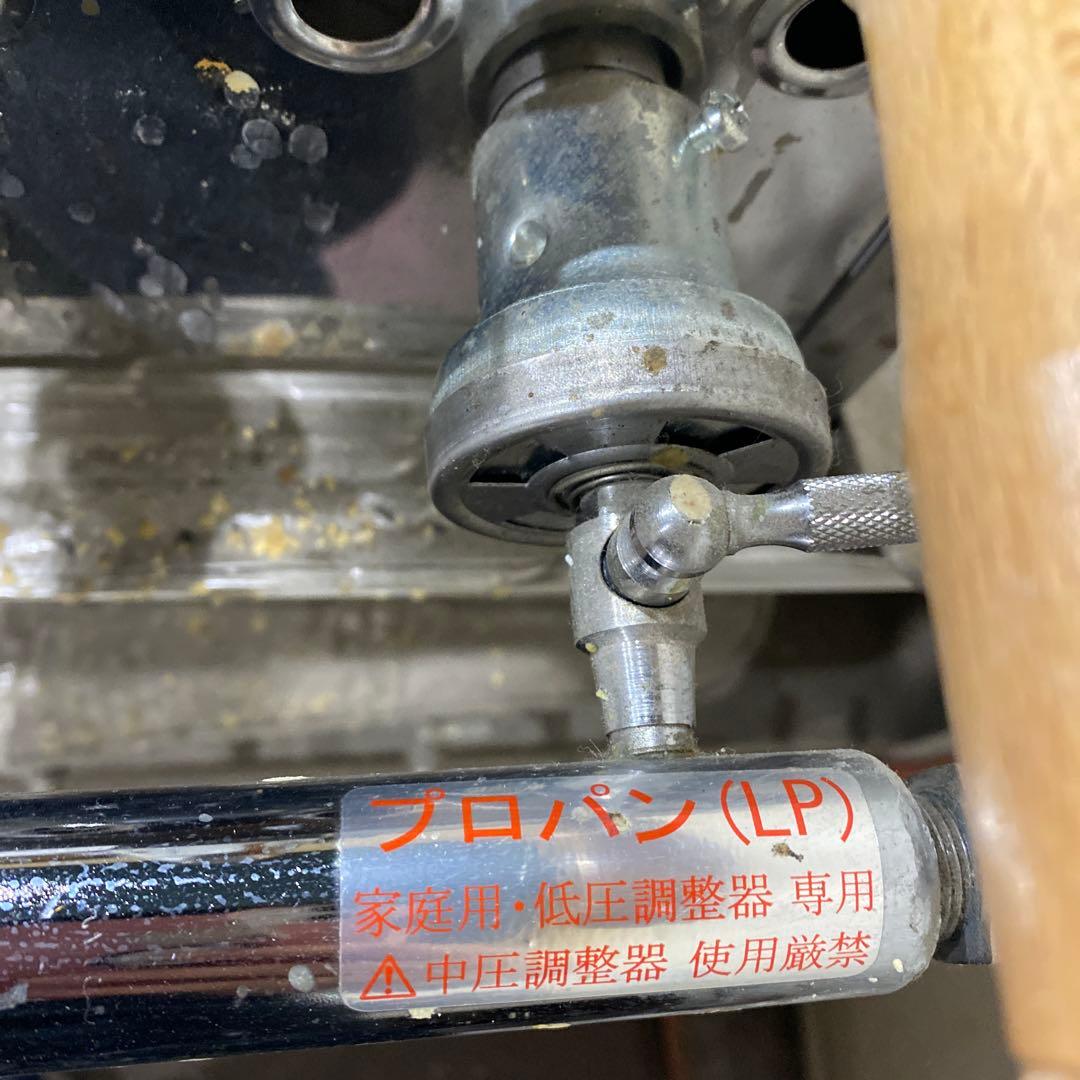 プロパン(LP)
家庭用・低圧調整器 専用
⚠中圧調整器 使用厳禁